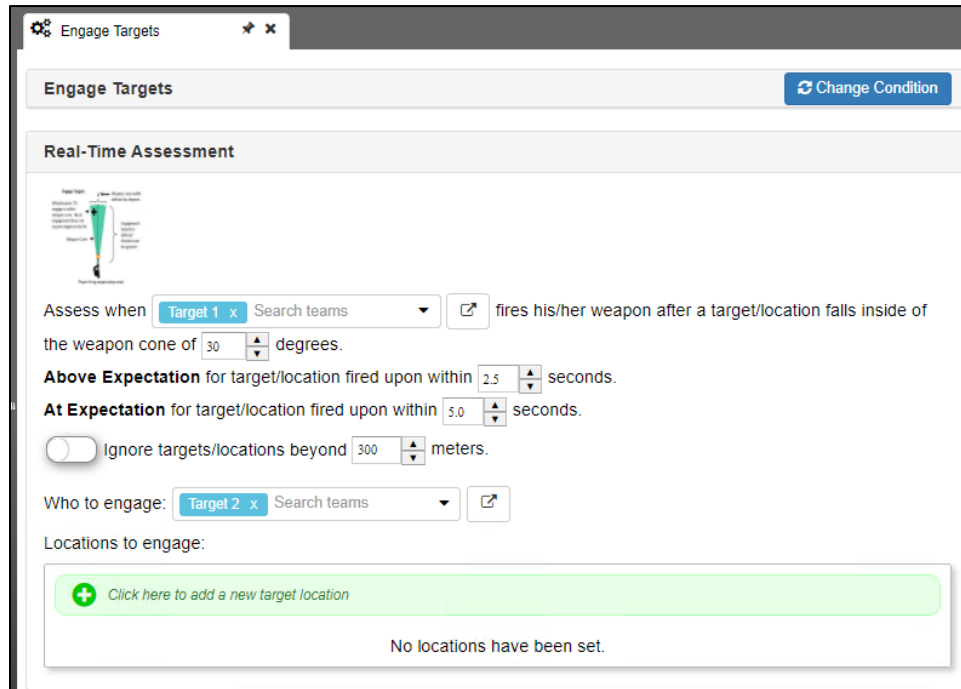 Engage Targets
Engage Targets
Change Condition
Real-Time Assessment
Engage Targets
Weapon Cone
Assess when Target 1 x Search teams fires his/her weapon after a target/location falls inside of
the weapon cone of 30 degrees.
Above Expectation for target/location fired upon within 2.5 seconds.
At Expectation for target/location fired upon within 5.0 seconds.
Ignore targets/locations beyond 300 meters.
Who to engage: Target 2 x Search teams
Locations to engage:
Click here to add a new target location
No locations have been set.